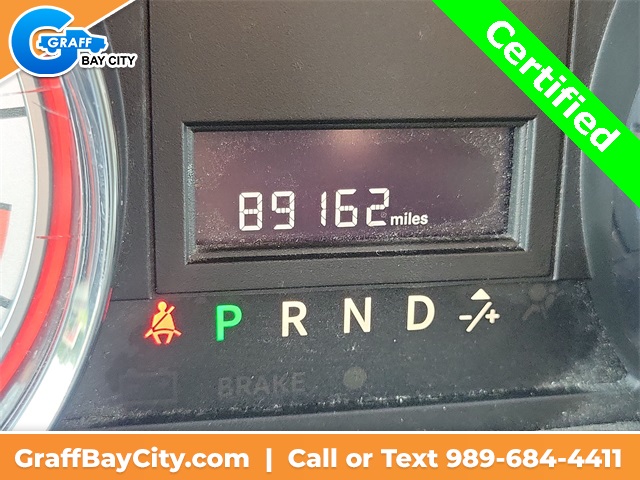 GRAFF
BAY CITY
Certified
89162 miles
P R N D -/+
BRAKE
GraffBayCity.com | Call or Text 989-684-4411